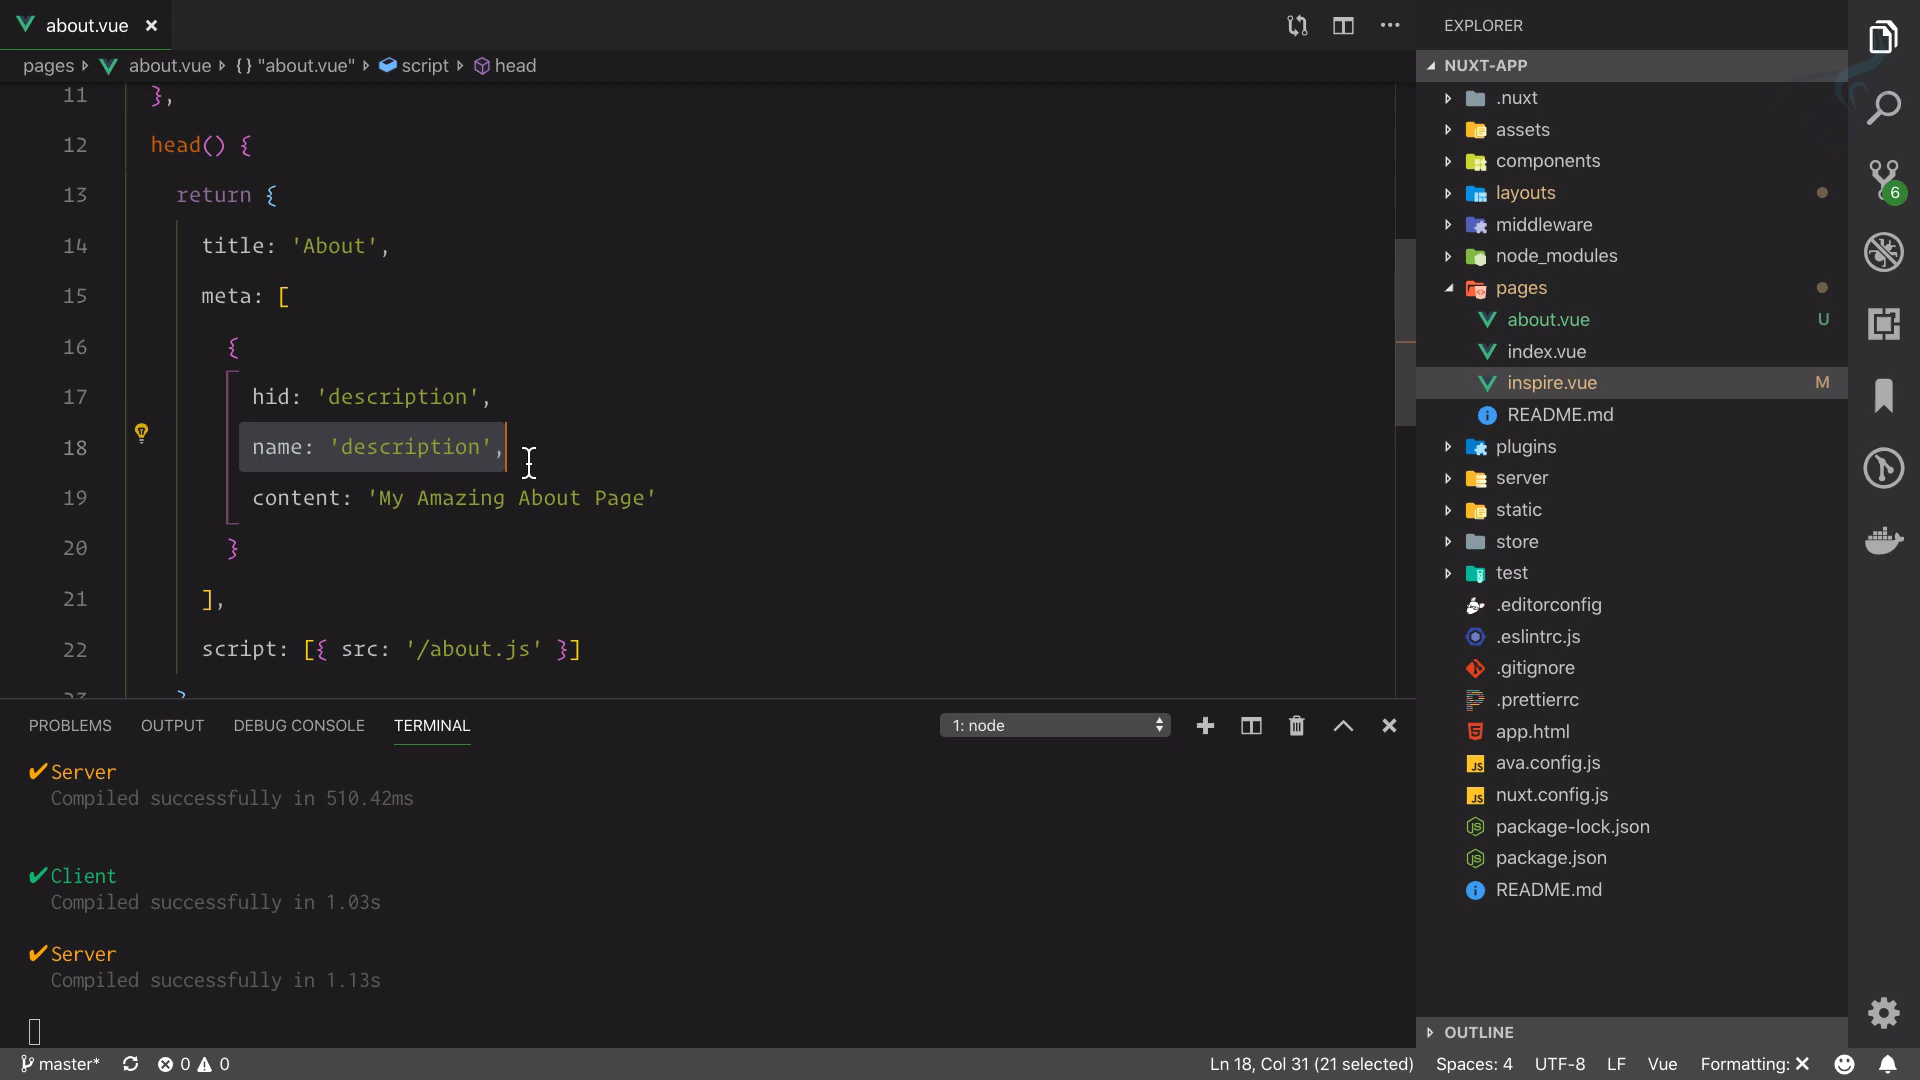 about.vue
pages about.vue {} "about.vue" script head
11 },
12 head() {
13 return {
14 title: 'About',
15 meta: [
16 {
17 hid: 'description',
18 name: 'description',
19 content: 'My Amazing About Page'
20 }
21 ],
22 script: [{ src: '/about.js' }]
23 }
PROBLEMS OUTPUT DEBUG CONSOLE TERMINAL 1: node
✔Server
Compiled successfully in 510.42ms
✔Client
Compiled successfully in 1.03s
✔Server
Compiled successfully in 1.13s
EXPLORER
NUXT-APP
.nuxt
assets
components
layouts
middleware
node_modules
pages
about.vue U
index.vue
inspire.vue M
README.md
plugins
server
static
store
test
.editorconfig
.eslintrc.js
.gitignore
.prettierrc
app.html
ava.config.js
nuxt.config.js
package-lock.json
package.json
README.md
OUTLINE
6
master* 0 0 Ln 18, Col 31 (21 selected) Spaces: 4 UTF-8 LF Vue Formatting: ✕